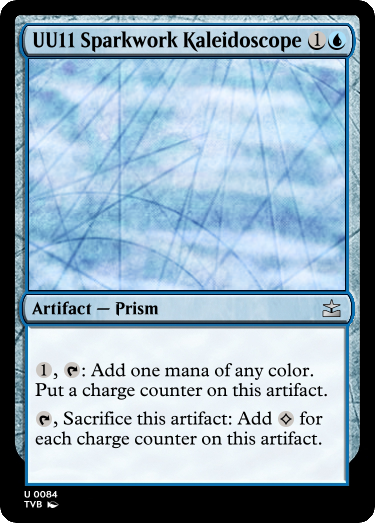 UU11 Sparkwork Kaleidoscope 1
Artifact — Prism
1, : Add one mana of any color.
Put a charge counter on this artifact.
, Sacrifice this artifact: Add for
each charge counter on this artifact.
U 0084
TVB